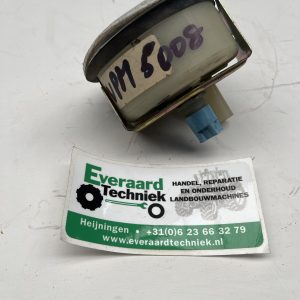 MM 5008
Everaard
Techniek
HANDEL, REPARATIE
EN ONDERHOUD
LANDBOUWMACHINES
Heijningen • +31(0)6 23 66 32 79
www.everaardtechniek.nl